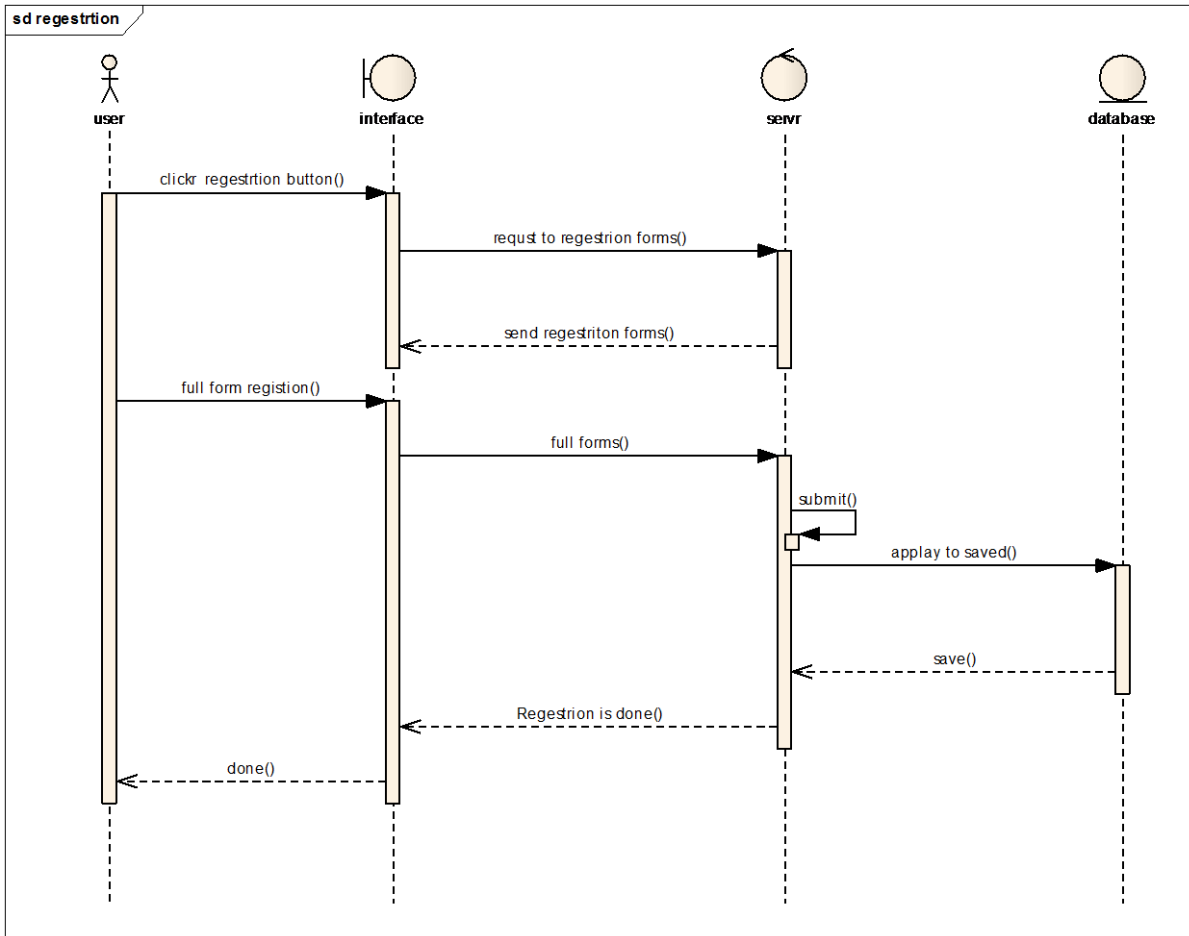 sd regestrtion
user
interface
servr
database
clickr regestrtion button()
requst to regestrion forms()
send regestriton forms()
full form registion()
full forms()
submit()
applay to saved()
save()
Regestrion is done()
done()